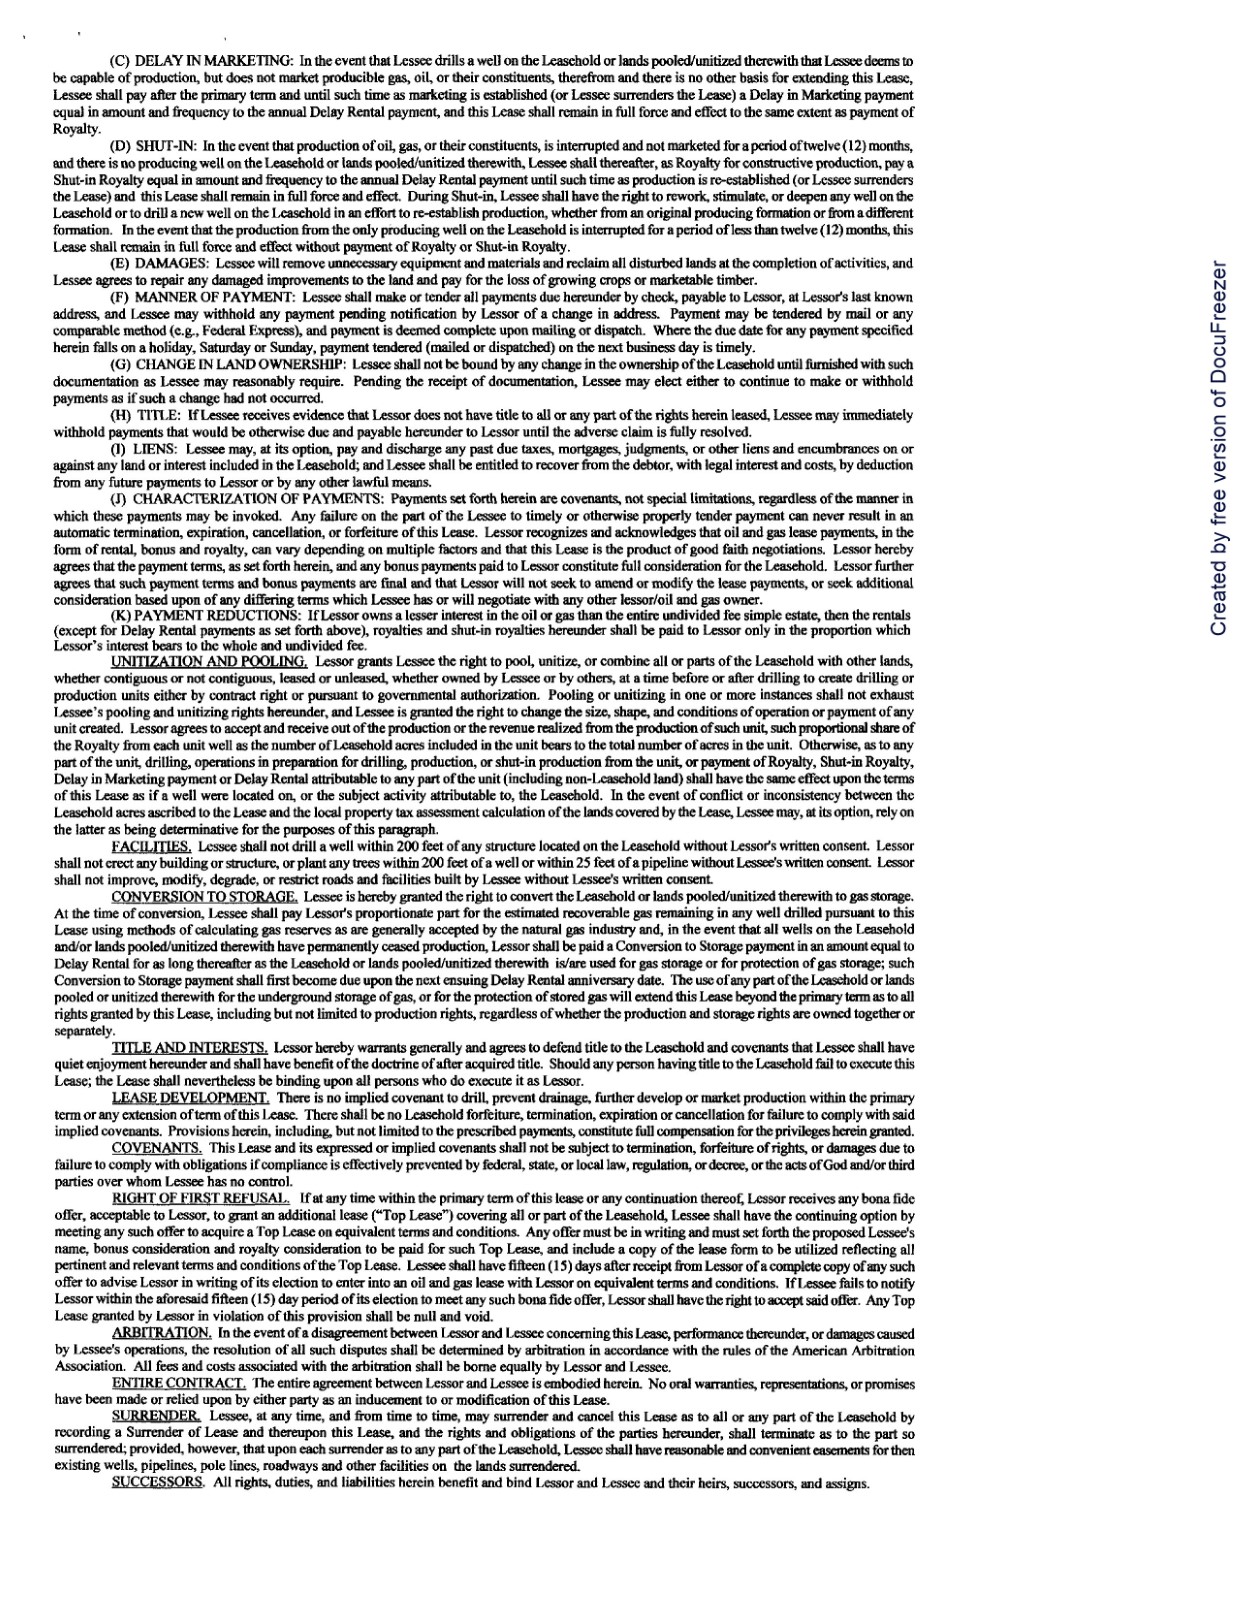 (C) DELAY IN MARKETING: In the event that Lessee drills a well on the Leasehold or lands pooled/unitized therewith that Lessee deems to
be capable of production, but does not market producible gas, oil, or their constituents, therefrom and there is no other basis for extending this Lease,
Lessee shall pay after the primary term and until such time as marketing is established (or Lessee surrenders the Lease) a Delay in Marketing payment
equal in amount and frequency to the annual Delay Rental payment, and this Lease shall remain in full force and effect to the same extent as payment of
Royalty.
(D) SHUT-IN: In the event that production of oil, gas, or their constituents, is interrupted and not marketed for a period of twelve (12) months,
and there is no producing well on the Leasehold or lands pooled/unitized therewith, Lessee shall thereafter, as Royalty for constructive production, pay a
Shut-in Royalty equal in amount and frequency to the annual Delay Rental payment until such time as production is re-established (or Lessee surrenders
the Lease) and this Lease shall remain in full force and effect. During Shut-in, Lessee shall have the right to rework, stimulate, or deepen any well on the
Leasehold or to drill a new well on the Leasehold in an effort to re-establish production, whether from an original producing formation or from a different
formation. In the event that the production from the only producing well on the Leasehold is interrupted for a period of less than twelve (12) months, this
Lease shall remain in full force and effect without payment of Royalty or Shut-in Royalty.
(E) DAMAGES: Lessee will remove unnecessary equipment and materials and reclaim all disturbed lands at the completion of activities, and
Lessee agrees to repair any damaged improvements to the land and pay for the loss of growing crops or marketable timber.
(F) MANNER OF PAYMENT: Lessee shall make or tender all payments due hereunder by check, payable to Lessor, at Lessor's last known
address, and Lessee may withhold any payment pending notification by Lessor of a change in address. Payment may be tendered by mail or any
comparable method (e.g., Federal Express), and payment is deemed complete upon mailing or dispatch. Where the due date for any payment specified
herein falls on a holiday, Saturday or Sunday, payment tendered (mailed or dispatched) on the next business day is timely.
(G) CHANGE IN LAND OWNERSHIP: Lessee shall not be bound by any change in the ownership of the Leasehold until furnished with such
documentation as Lessee may reasonably require. Pending the receipt of documentation, Lessee may elect either to continue to make or withhold
payments as if such a change had not occurred.
(H) TITLE: If Lessee receives evidence that Lessor does not have title to all or any part of the rights herein leased, Lessee may immediately
withhold payments that would be otherwise due and payable hereunder to Lessor until the adverse claim is fully resolved.
(I) LIENS: Lessee may, at its option, pay and discharge any past due taxes, mortgages, judgments, or other liens and encumbrances on or
against any land or interest included in the Leasehold; and Lessee shall be entitled to recover from the debtor, with legal interest and costs, by deduction
from any future payments to Lessor or by any other lawful means.
(J) CHARACTERIZATION OF PAYMENTS: Payments set forth herein are covenants, not special limitations, regardless of the manner in
which these payments may be invoked. Any failure on the part of the Lessee to timely or otherwise properly tender payment can never result in an
automatic termination, expiration, cancellation, or forfeiture of this Lease. Lessor recognizes and acknowledges that oil and gas lease payments, in the
form of rental, bonus and royalty, can vary depending on multiple factors and that this Lease is the product of good faith negotiations. Lessor hereby
agrees that the payment terms, as set forth herein, and any bonus payments paid to Lessor constitute full consideration for the Leasehold. Lessor further
agrees that such payment terms and bonus payments are final and that Lessor will not seek to amend or modify the lease payments, or seek additional
consideration based upon of any differing terms which Lessee has or will negotiate with any other lessor/oil and gas owner.
(K) PAYMENT REDUCTIONS: If Lessor owns a lesser interest in the oil or gas than the entire undivided fee simple estate, then the rentals
(except for Delay Rental payments as set forth above), royalties and shut-in royalties hereunder shall be paid to Lessor only in the proportion which
Lessor's interest bears to the whole and undivided fee.
UNITIZATION AND POOLING. Lessor grants Lessee the right to pool, unitize, or combine all or parts of the Leasehold with other lands,
whether contiguous or not contiguous, leased or unleased, whether owned by Lessee or by others, at a time before or after drilling to create drilling or
production units either by contract right or pursuant to governmental authorization. Pooling or unitizing in one or more instances shall not exhaust
Lessee's pooling and unitizing rights hereunder, and Lessee is granted the right to change the size, shape, and conditions of operation or payment of any
unit created. Lessor agrees to accept and receive out of the production or the revenue realized from the production of such unit, such proportional share of
the Royalty from each unit well as the number of Leasehold acres included in the unit bears to the total number of acres in the unit. Otherwise, as to any
part of the unit, drilling, operations in preparation for drilling, production, or shut-in production from the unit, or payment of Royalty, Shut-in Royalty,
Delay in Marketing payment or Delay Rental attributable to any part of the unit (including non-Leasehold land) shall have the same effect upon the terms
of this Lease as if a well were located on, or the subject activity attributable to, the Leasehold. In the event of conflict or inconsistency between the
Leasehold acres ascribed to the Lease and the local property tax assessment calculation of the lands covered by the Lease, Lessee may, at its option, rely on
the latter as being determinative for the purposes of this paragraph.
FACILITIES. Lessee shall not drill a well within 200 feet of any structure located on the Leasehold without Lessor's written consent. Lessor
shall not erect any building or structure, or plant any trees within 200 feet of a well or within 25 feet of a pipeline without Lessee's written consent. Lessor
shall not improve, modify, degrade, or restrict roads and facilities built by Lessee without Lessee's written consent.
CONVERSION TO STORAGE. Lessee is hereby granted the right to convert the Leasehold or lands pooled/unitized therewith to gas storage.
At the time of conversion, Lessee shall pay Lessor's proportionate part for the estimated recoverable gas remaining in any well drilled pursuant to this
Lease using methods of calculating gas reserves as are generally accepted by the natural gas industry and, in the event that all wells on the Leasehold
and/or lands pooled/unitized therewith have permanently ceased production, Lessor shall be paid a Conversion to Storage payment in an amount equal to
Delay Rental for as long thereafter as the Leasehold or lands pooled/unitized therewith is/are used for gas storage or for protection of gas storage; such
Conversion to Storage payment shall first become due upon the next ensuing Delay Rental anniversary date. The use of any part of the Leasehold or lands
pooled or unitized therewith for the underground storage of gas, or for the protection of stored gas will extend this Lease beyond the primary term as to all
rights granted by this Lease, including but not limited to production rights, regardless of whether the production and storage rights are owned together or
separately.
TITLE AND INTERESTS. Lessor hereby warrants generally and agrees to defend title to the Leasehold and covenants that Lessee shall have
quiet enjoyment hereunder and shall have benefit of the doctrine of after acquired title. Should any person having title to the Leasehold fail to execute this
Lease; the Lease shall nevertheless be binding upon all persons who do execute it as Lessor.
LEASE DEVELOPMENT. There is no implied covenant to drill, prevent drainage, further develop or market production within the primary
term or any extension of term of this Lease. There shall be no Leasehold forfeiture, termination, expiration or cancellation for failure to comply with said
implied covenants. Provisions herein, including, but not limited to the prescribed payments, constitute full compensation for the privileges herein granted.
COVENANTS. This Lease and its expressed or implied covenants shall not be subject to termination, forfeiture of rights, or damages due to
failure to comply with obligations if compliance is effectively prevented by federal, state, or local law, regulation, or decree, or the acts of God and/or third
parties over whom Lessee has no control.
RIGHT OF FIRST REFUSAL. If at any time within the primary term of this lease or any continuation thereof, Lessor receives any bona fide
offer, acceptable to Lessor, to grant an additional lease ("Top Lease") covering all or part of the Leasehold, Lessee shall have the continuing option by
meeting any such offer to acquire a Top Lease on equivalent terms and conditions. Any offer must be in writing and must set forth the proposed Lessee's
name, bonus consideration and royalty consideration to be paid for such Top Lease, and include a copy of the lease form to be utilized reflecting all
pertinent and relevant terms and conditions of the Top Lease. Lessee shall have fifteen (15) days after receipt from Lessor of a complete copy of any such
offer to advise Lessor in writing of its election to enter into an oil and gas lease with Lessor on equivalent terms and conditions. If Lessee fails to notify
Lessor within the aforesaid fifteen (15) day period of its election to meet any such bona fide offer, Lessor shall have the right to accept said offer. Any Top
Lease granted by Lessor in violation of this provision shall be null and void.
ARBITRATION. In the event of a disagreement between Lessor and Lessee concerning this Lease, performance thereunder, or damages caused
by Lessee's operations, the resolution of all such disputes shall be determined by arbitration in accordance with the rules of the American Arbitration
Association. All fees and costs associated with the arbitration shall be borne equally by Lessor and Lessee.
ENTIRE CONTRACT. The entire agreement between Lessor and Lessee is embodied herein. No oral warranties, representations, or promises
have been made or relied upon by either party as an inducement to or modification of this Lease.
SURRENDER. Lessee, at any time, and from time to time, may surrender and cancel this Lease as to all or any part of the Leasehold by
recording a Surrender of Lease and thereupon this Lease, and the rights and obligations of the parties hereunder, shall terminate as to the part so
surrendered; provided, however, that upon each surrender as to any part of the Leasehold, Lessee shall have reasonable and convenient easements for then
existing wells, pipelines, pole lines, roadways and other facilities on the lands surrendered.
SUCCESSORS. All rights, duties, and liabilities herein benefit and bind Lessor and Lessee and their heirs, successors, and assigns.
Created by free version of DocuFreezer